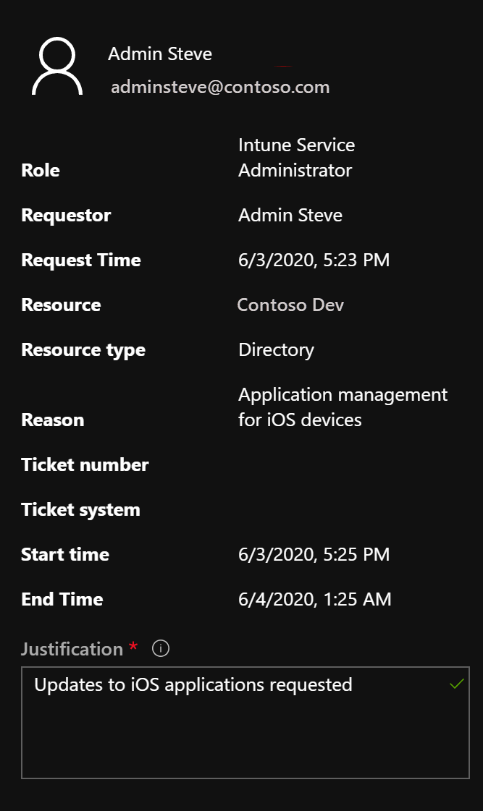 Admin Steve
adminsteve@contoso.com
Intune Service
Role Administrator
Requestor Admin Steve
Request Time 6/3/2020, 5:23 PM
Resource Contoso Dev
Resource type Directory
Application management
Reason for iOS devices
Ticket number
Ticket system
Start time 6/3/2020, 5:25 PM
End Time 6/4/2020, 1:25 AM
Justification *
Updates to iOS applications requested